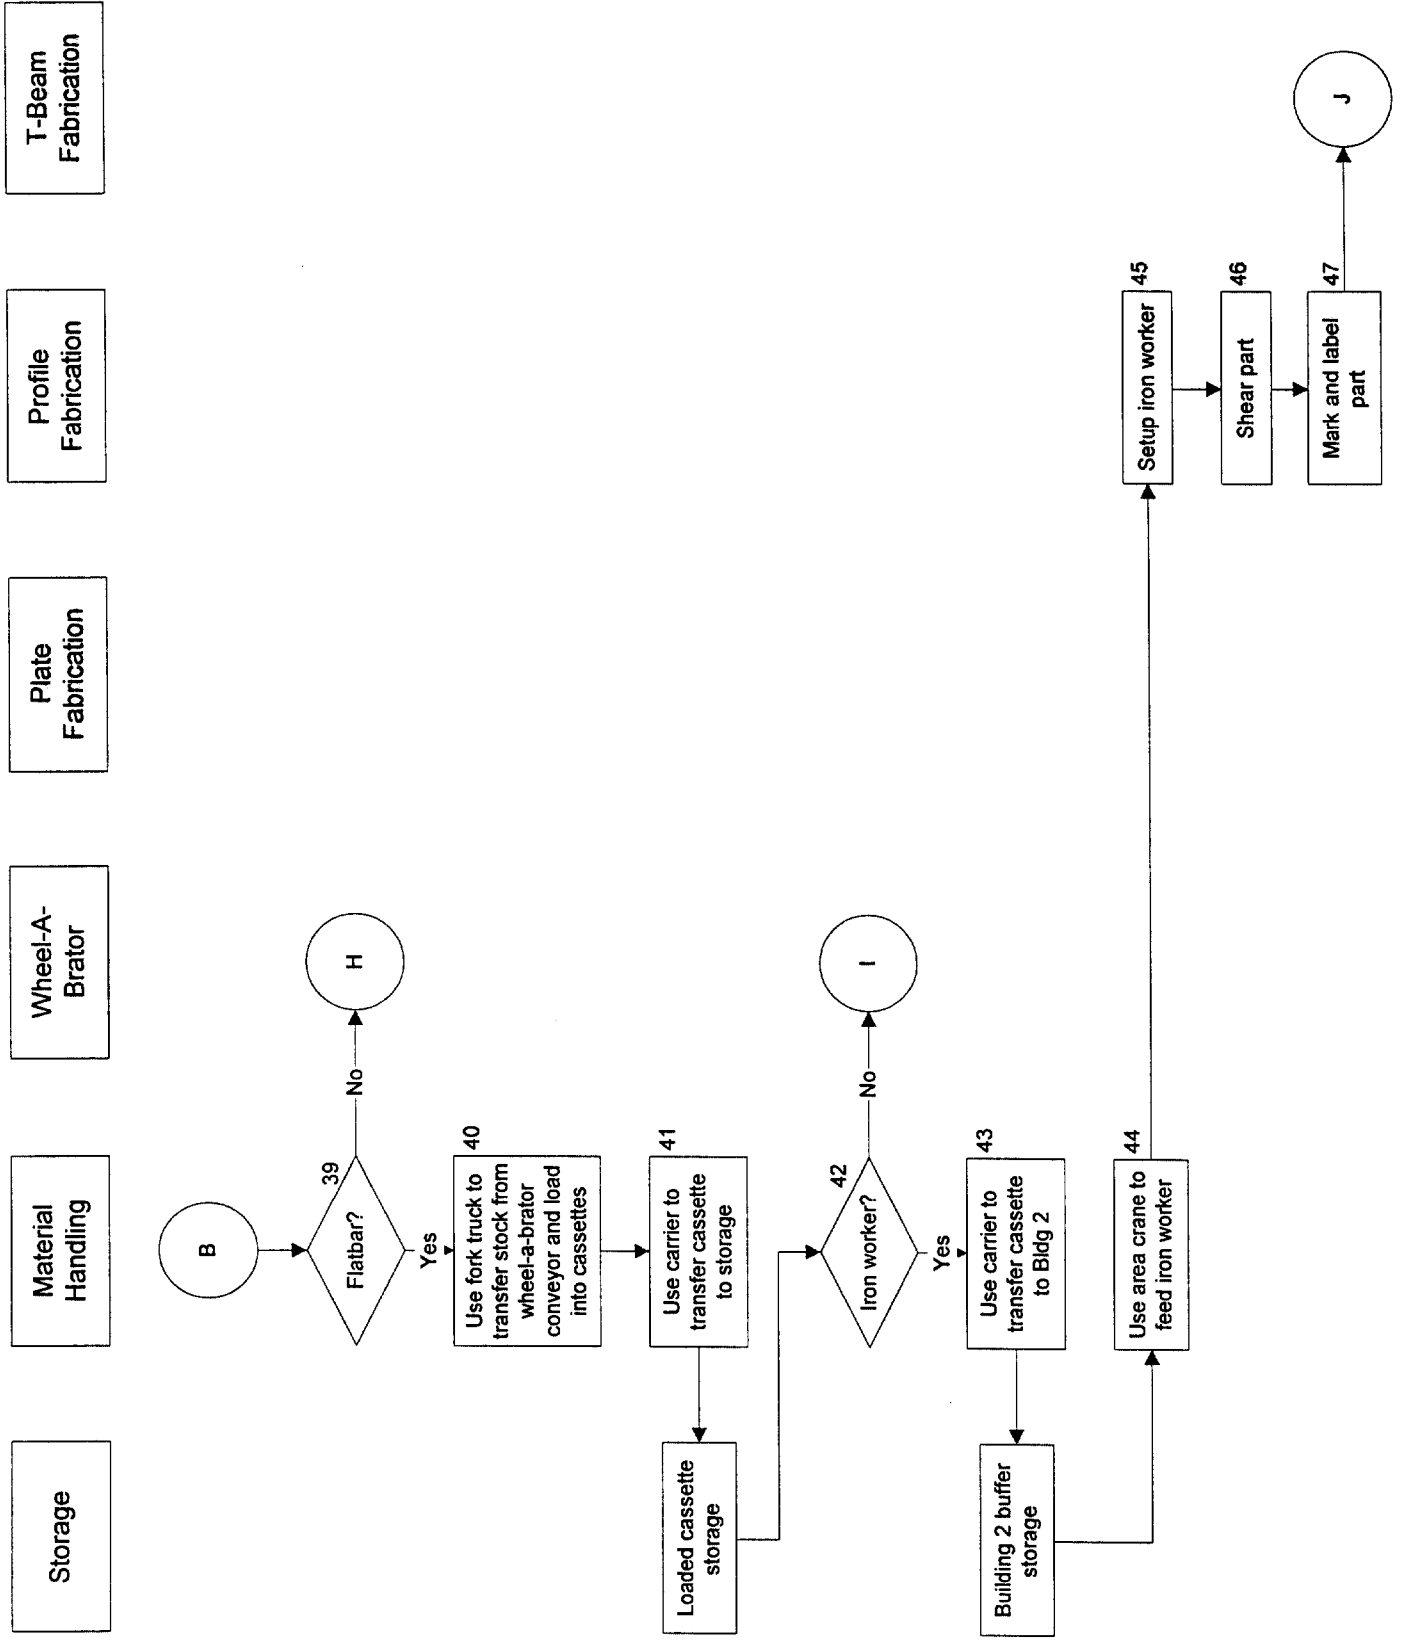 Storage
Material
Handling
Wheel-A-
Brator
Plate
Fabrication
Profile
Fabrication
T-Beam
Fabrication
B
39
Flatbar?
No
H
Yes
40
Use fork truck to
transfer stock from
wheel-a-brator
conveyor and load
into cassettes
41
Use carrier to
transfer cassette
to storage
Loaded cassette
storage
42
Iron worker?
No
I
Yes
43
Use carrier to
transfer cassette
to Bldg 2
Building 2 buffer
storage
44
Use area crane to
feed iron worker
45
Setup iron worker
46
Shear part
47
Mark and label
part
J